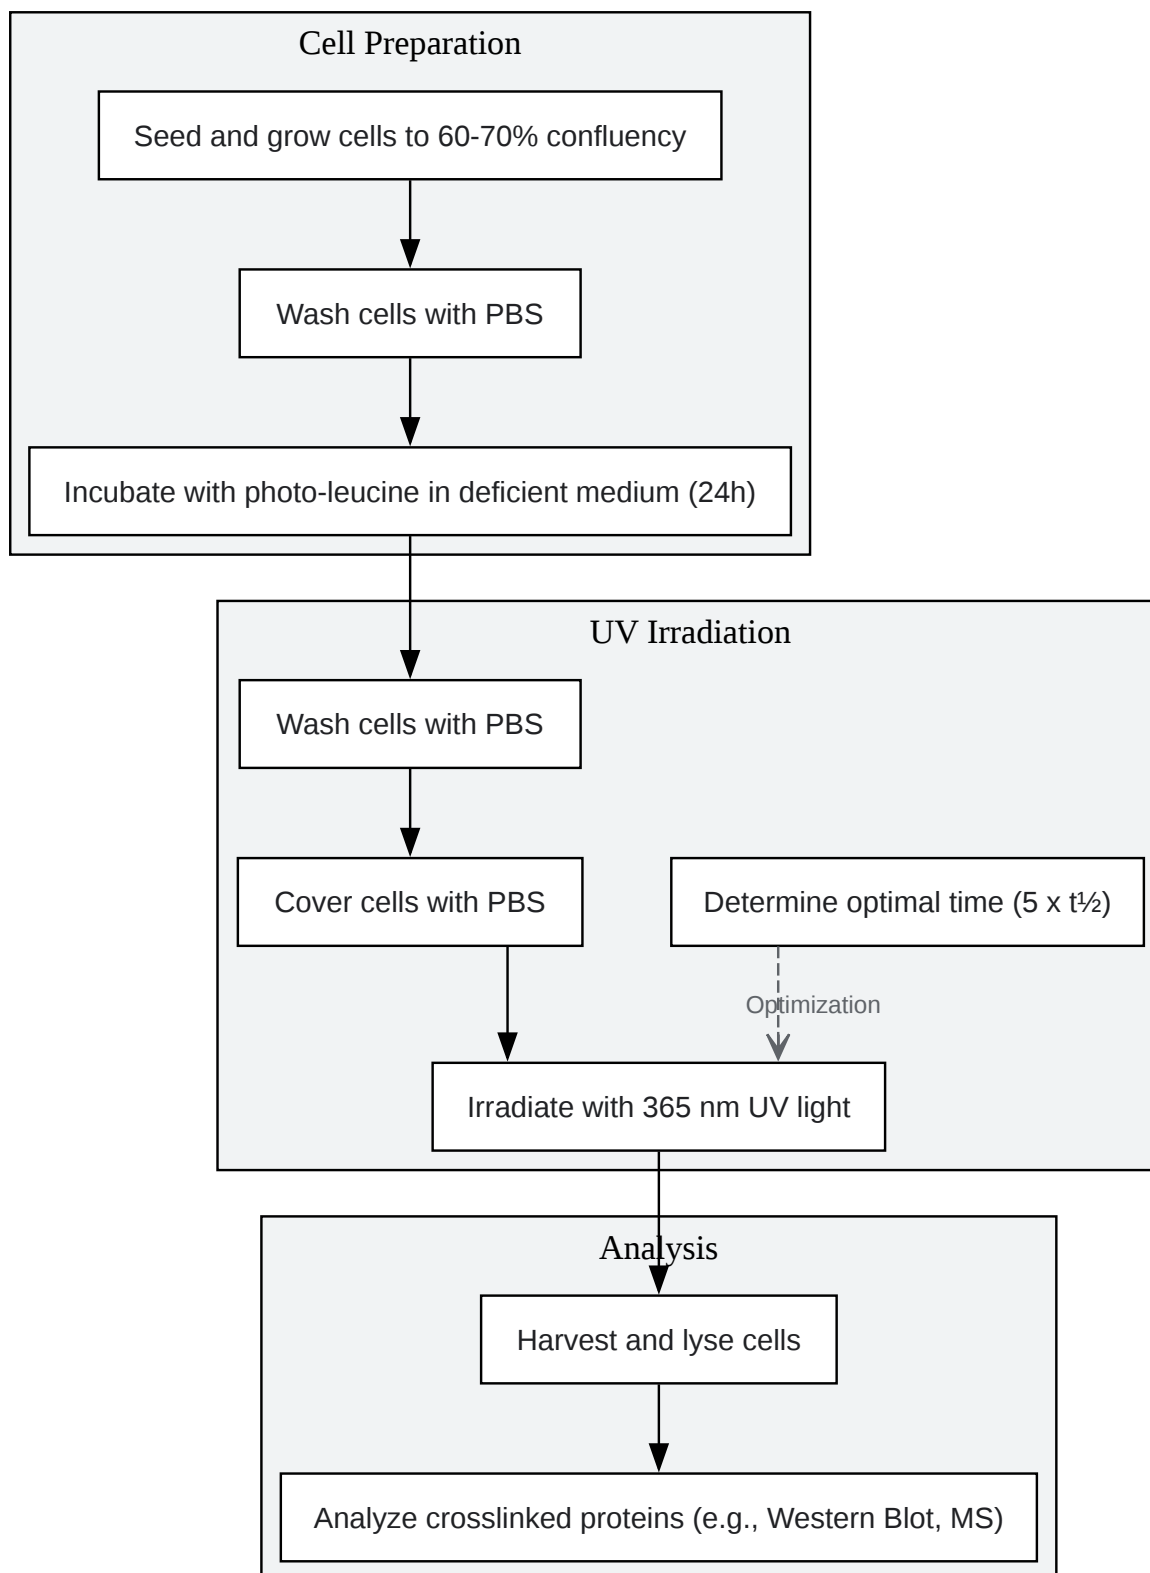 Cell Preparation
Seed and grow cells to 60-70% confluency
Wash cells with PBS
Incubate with photo-leucine in deficient medium (24h)
UV Irradiation
Wash cells with PBS
Cover cells with PBS
Determine optimal time (5 x t½)
Optimization
Irradiate with 365 nm UV light
Analysis
Harvest and lyse cells
Analyze crosslinked proteins (e.g., Western Blot, MS)